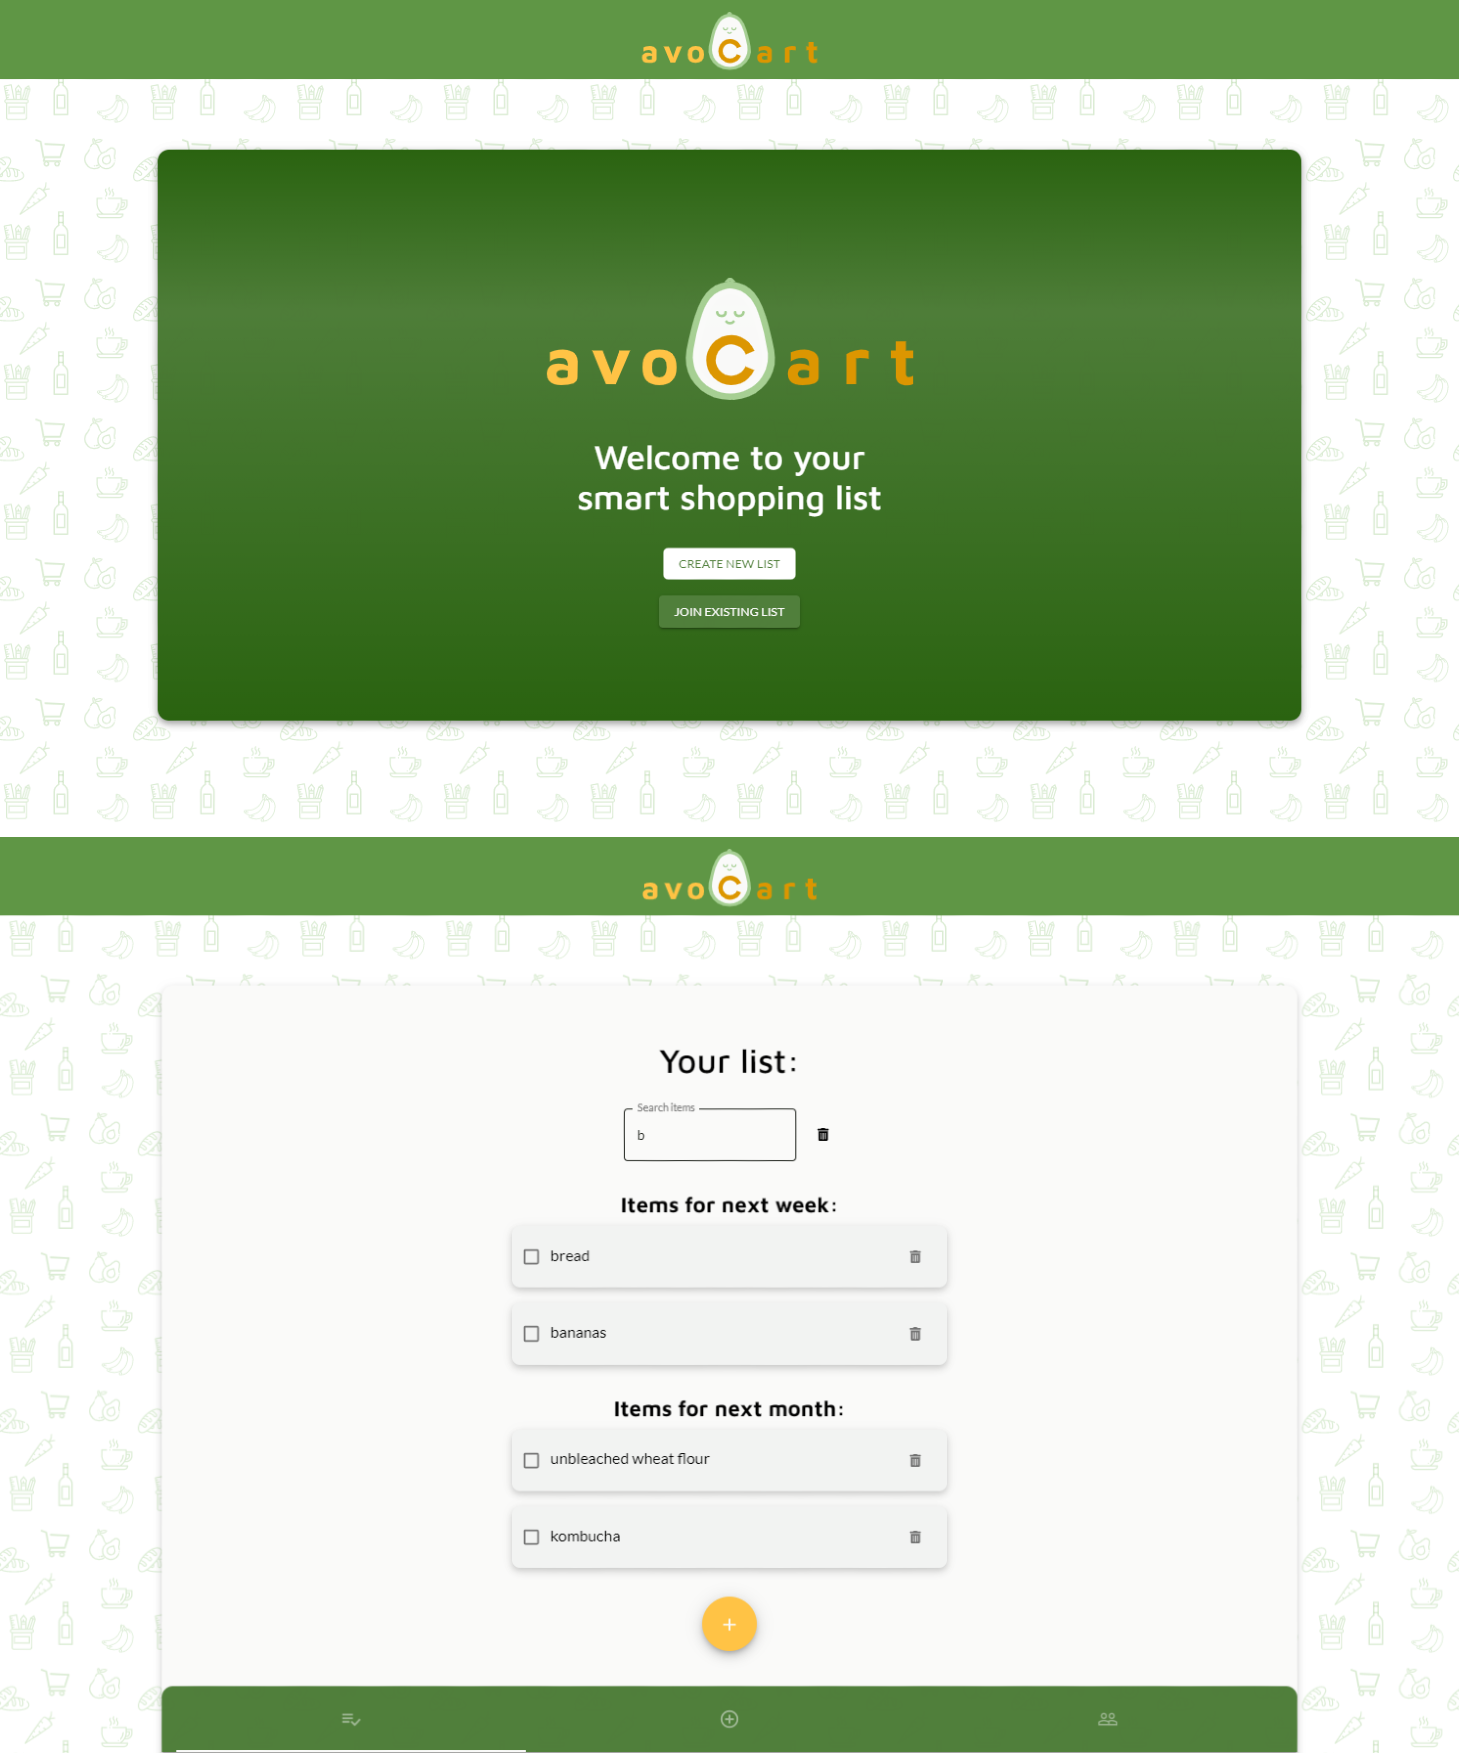 avoCart
avoCart
Welcome to your
smart shopping list
CREATE NEW LIST
JOIN EXISTING LIST
avoCart
Your list:
Search items
b
Items for next week:
bread
bananas
Items for next month:
unbleached wheat flour
kombucha
+